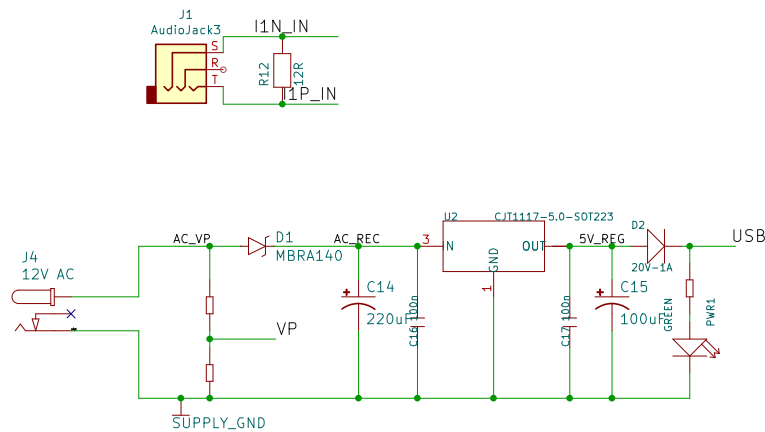 J1
AudioJack3
S
R
T
I1N_IN
R12
12R
I1P_IN
J4
12V AC
AC_VP
D1
MBRA140
AC_REC
VP
C14
220uF
C16 100n
U2
CJT1117-5.0-SOT223
3
IN
OUT
GND
1
5V_REG
D2
20V-1A
USB
C17 100n
C15
100uF
GREEN
PWR1
SUPPLY_GND